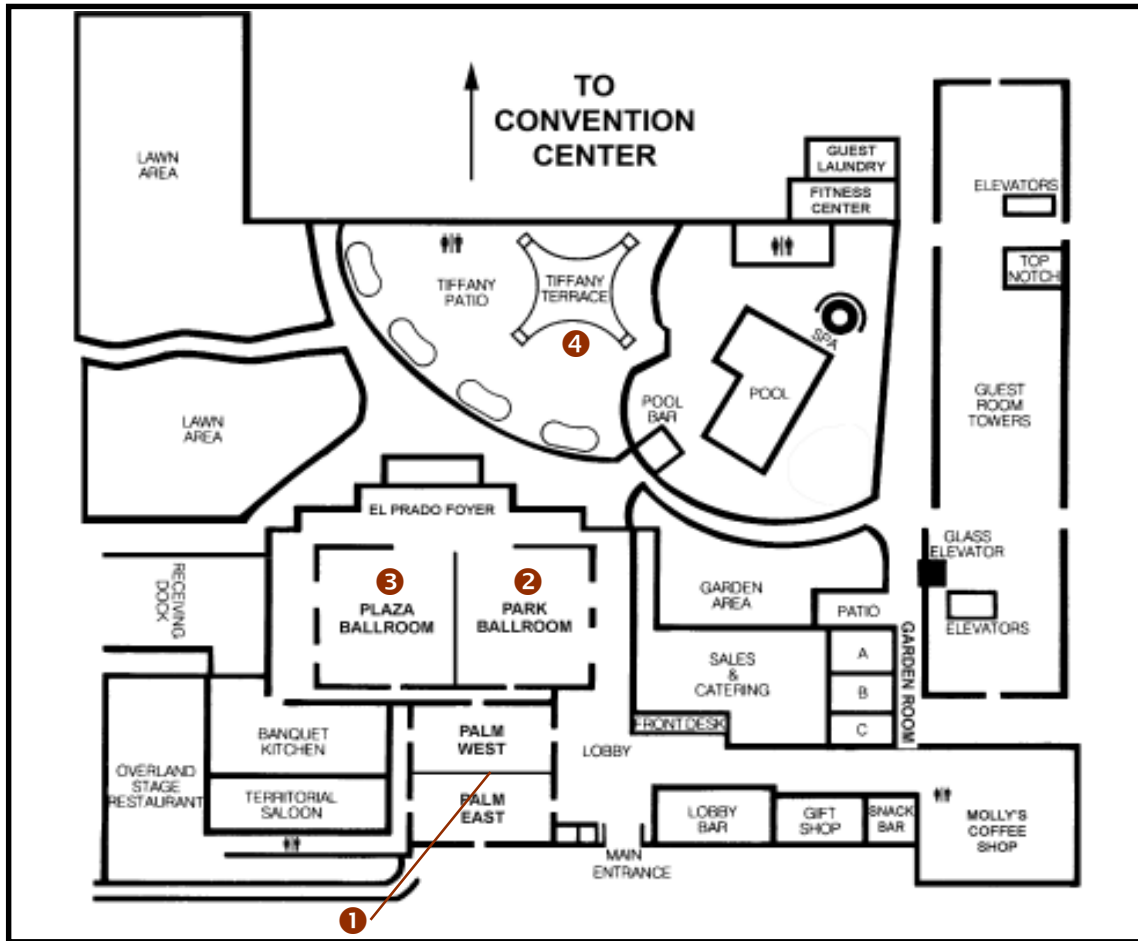 TO
CONVENTION
CENTER
LAWN
AREA
GUEST
LAUNDRY
FITNESS
CENTER
ELEVATORS
TOP
NOTCH
TIFFANY
PATIO
TIFFANY
TERRACE
4
SPA
POOL
POOL
BAR
GUEST
ROOM
TOWERS
LAWN
AREA
EL PRADO FOYER
GLASS
ELEVATOR
RECEIVING
DOCK
3
PLAZA
BALLROOM
2
PARK
BALLROOM
GARDEN
AREA
PATIO
ELEVATORS
GARDEN ROOM
A
B
C
SALES
&
CATERING
FRONT DESK
LOBBY
BANQUET
KITCHEN
PALM
WEST
OVERLAND
STAGE
RESTAURANT
TERRITORIAL
SALOON
PALM
EAST
LOBBY
BAR
GIFT
SHOP
SNACK
BAR
MOLLY'S
COFFEE
SHOP
MAIN
ENTRANCE
1